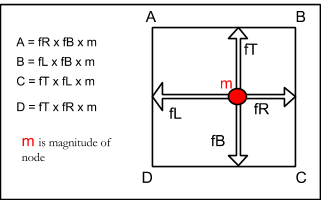 A = fR x fB x m
B = fL x fB x m
C = fT x fL x m
D = fT x fR x m
m is magnitude of
node
A
B
fT
m
fL
fR
fB
D
C